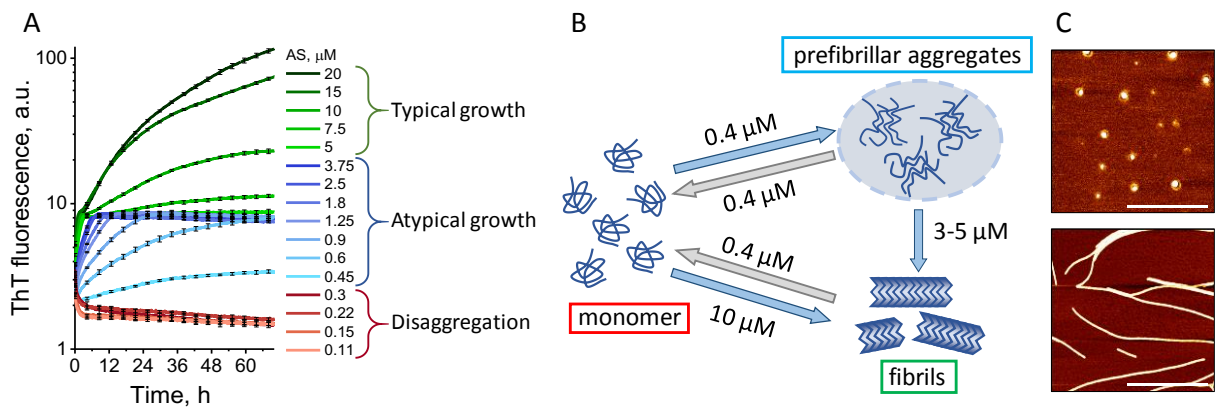 A
ThT fluorescence, a.u.
100
10
1
0 12 24 36 48 60
Time, h
AS, μM
20
15
10
7.5
5
3.75
2.5
1.8
1.25
0.9
0.6
0.45
0.3
0.22
0.15
0.11
Typical growth
Atypical growth
Disaggregation
B
prefibrillar aggregates
0.4 μM
0.4 μM
3-5 μM
0.4 μM
10 μM
monomer
fibrils
C